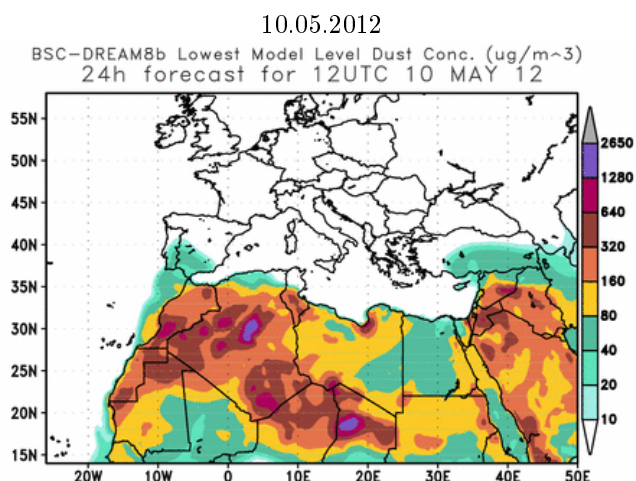 10.05.2012
BSC-DREAM8b Lowest Model Level Dust Conc. (ug/m^3)
24h forecast for 12UTC 10 MAY 12
55N
50N
45N
40N
35N
30N
25N
20N
15N
20W 10W 0 10E 20E 30E 40E 50E
2650
1280
640
320
160
80
40
20
10